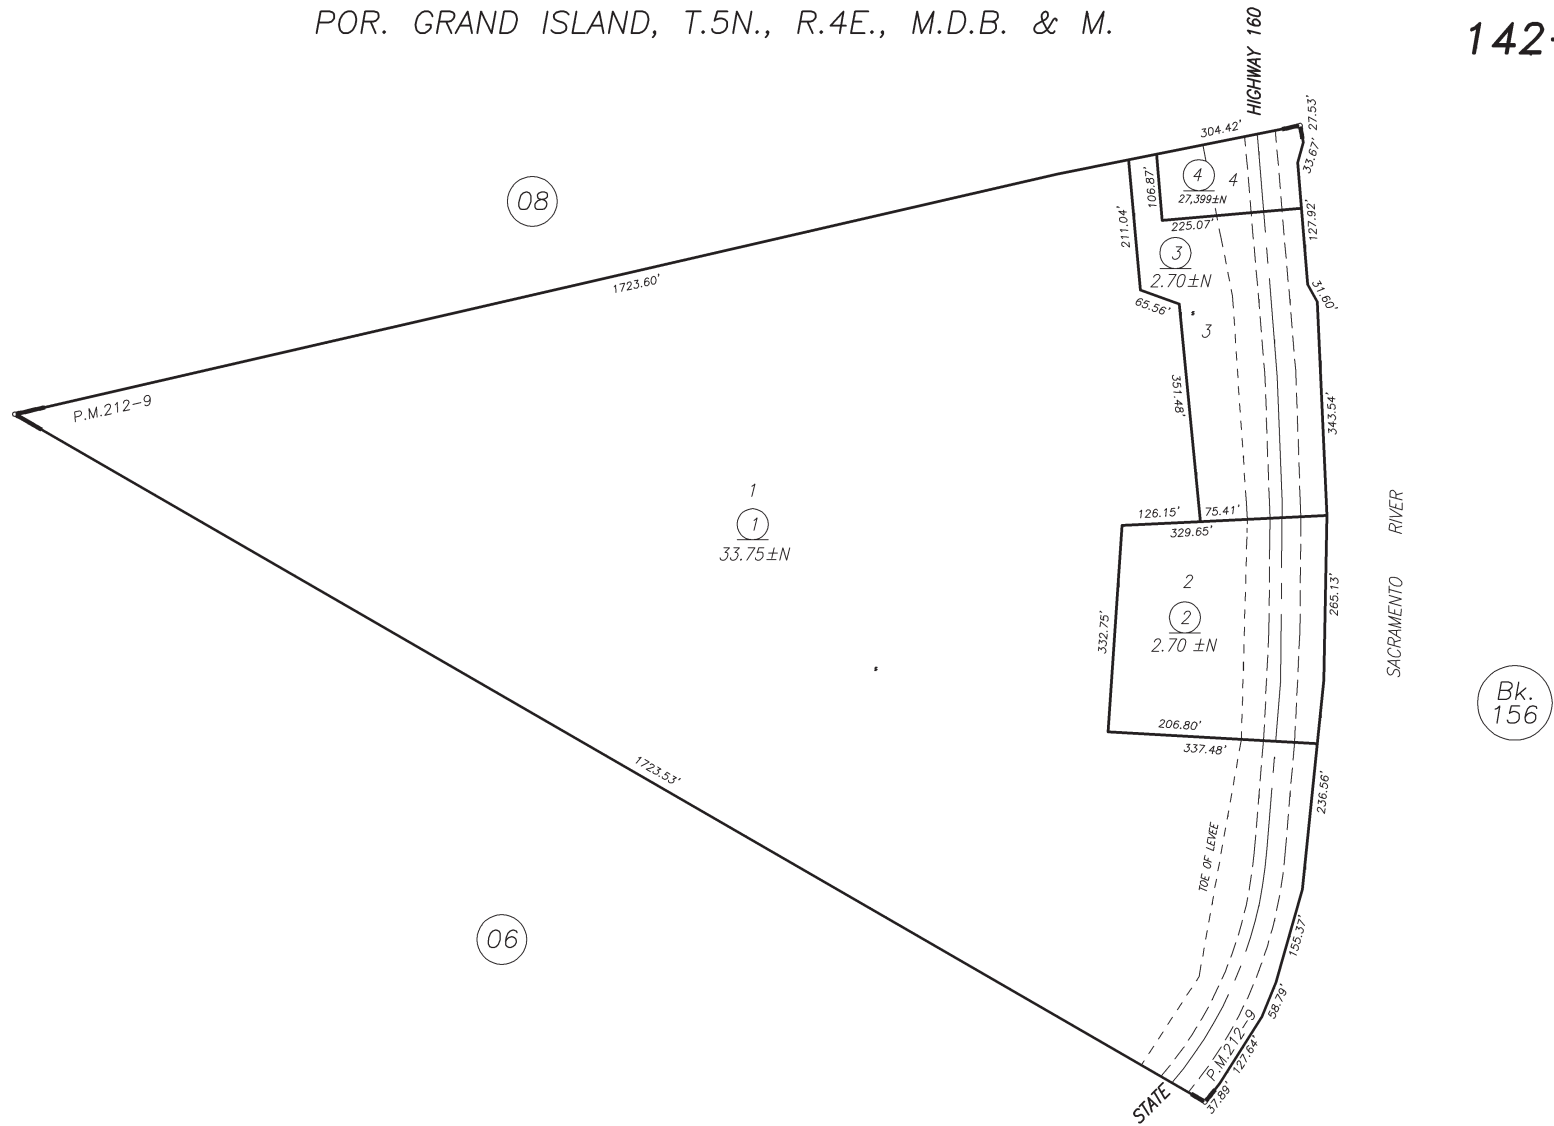 POR. GRAND ISLAND, T.5N., R.4E., M.D.B. & M.
142
HIGHWAY 160
27.53'
304.42'
33.67'
08
4
4
27,399±N
106.87'
211.04'
225.07'
127.92'
3
2.70±N
1723.60'
65.56'
31.60'
3
P.M.212-9
351.48'
343.54'
1
1
33.75±N
126.15'
75.41'
329.65'
RIVER
SACRAMENTO
2
2
2.70 ±N
332.75'
265.13'
206.80'
337.48'
Bk.
156
1723.53'
236.56'
TOE OF LEVEE
06
155.37'
58.79'
P.M.212-9
127.64'
37.89'
STATE